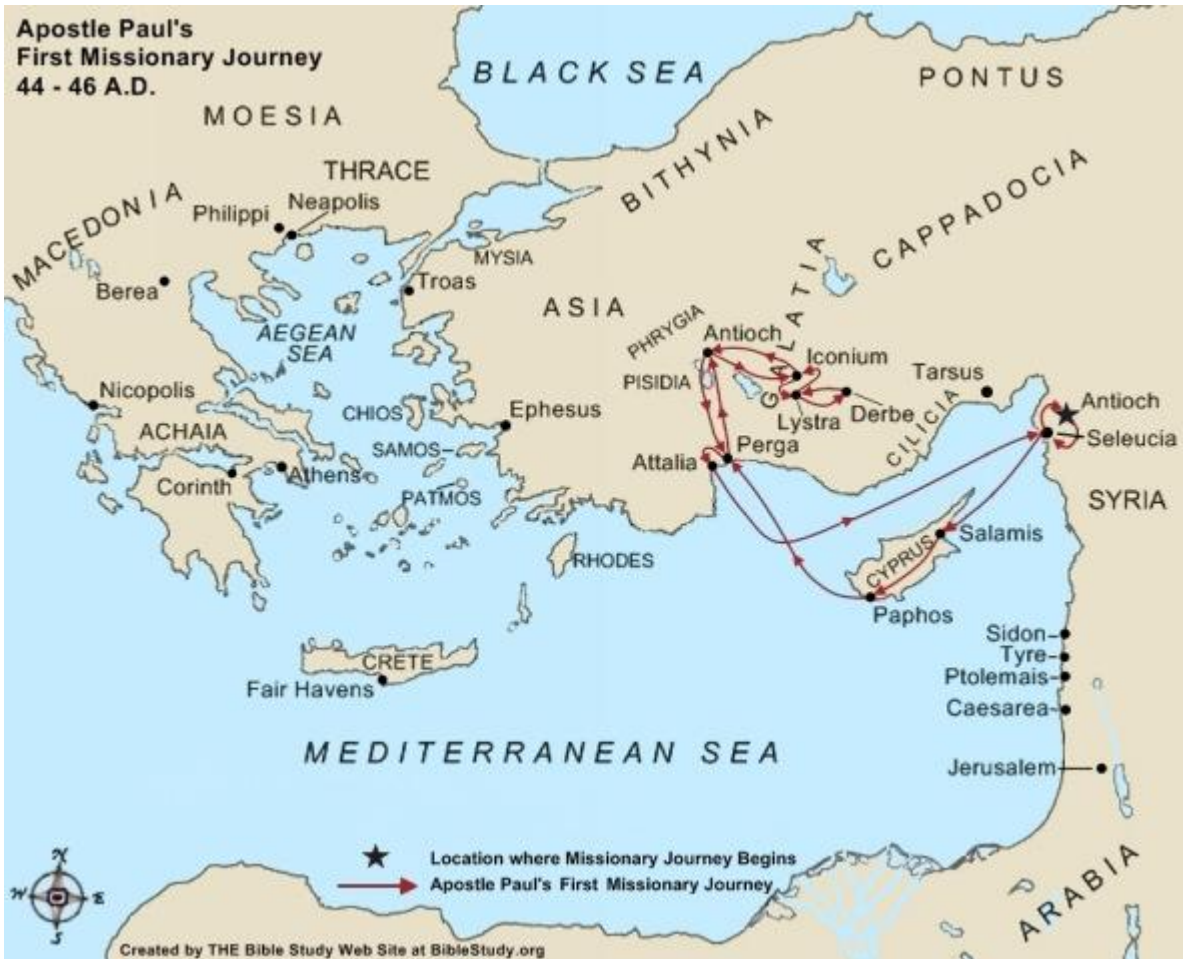 Apostle Paul's
First Missionary Journey
44 - 46 A.D.
BLACK SEA
PONTUS
MOESIA
THRACE
BITHYNIA
CAPPADOCIA
MACEDONIA
Philippi
Neapolis
MYSIA
Berea
Troas
ASIA
GALATIA
AEGEAN
SEA
PHRYGIA
Antioch
Iconium
PISIDIA
Tarsus
Nicopolis
CHIOS
Ephesus
Lystra
Derbe
CILICIA
Antioch
Seleucia
ACHAIA
SAMOS
Perga
Attalia
Corinth
Athens
PATMOS
SYRIA
RHODES
CYPRUS
Salamis
Paphos
Sidon
Tyre
Ptolemais
Caesarea
CRETE
Fair Havens
MEDITERRANEAN SEA
Jerusalem
ARABIA
Location where Missionary Journey Begins
Apostle Paul's First Missionary Journey
N
W
E
S
Created by THE Bible Study Web Site at BibleStudy.org